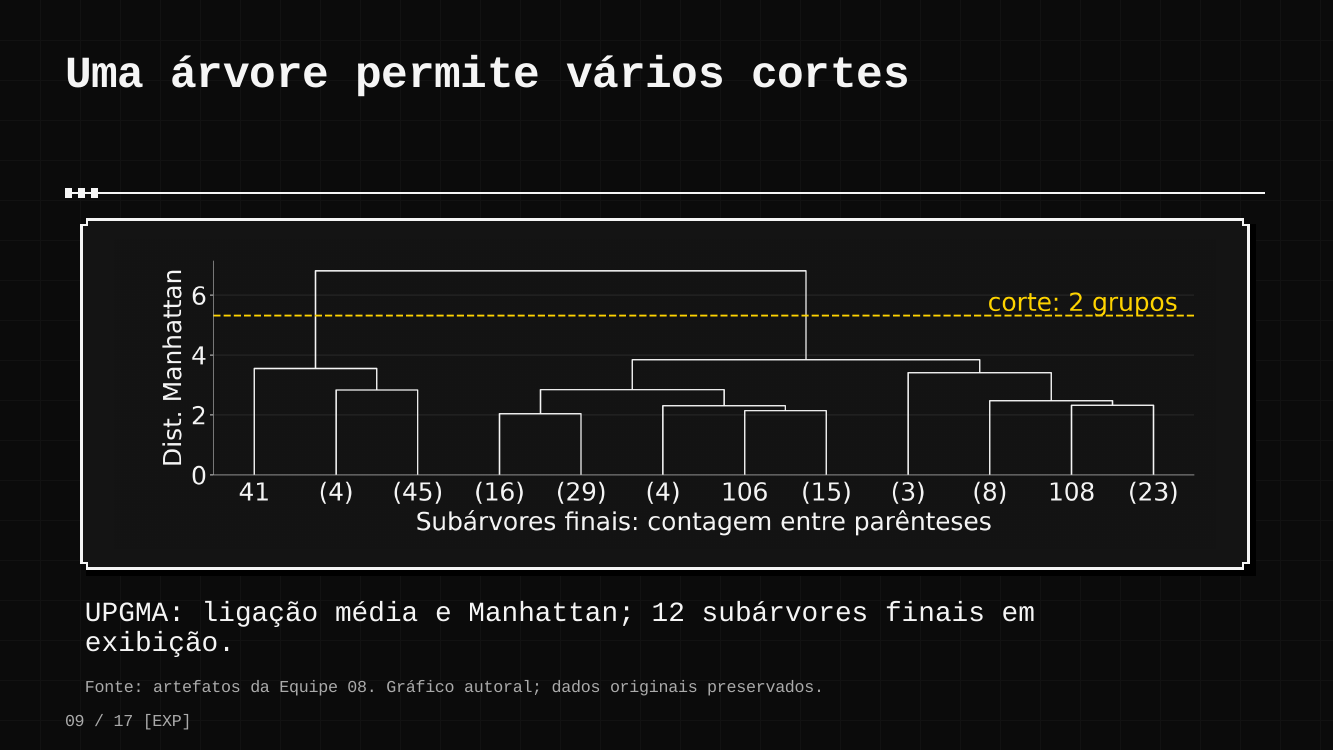 Uma árvore permite vários cortes
Dist. Manhattan
6
4
2
0
corte: 2 grupos
41 (4) (45) (16) (29) (4) 106 (15) (3) (8) 108 (23)
Subárvores finais: contagem entre parênteses
UPGMA: ligação média e Manhattan; 12 subárvores finais em
exibição.
Fonte: artefatos da Equipe 08. Gráfico autoral; dados originais preservados.
09 / 17 [EXP]